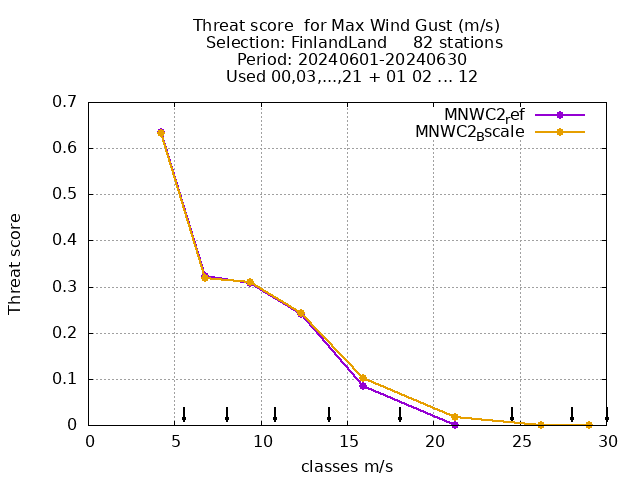 Threat score  for Max Wind Gust (m/s)
Selection: FinlandLand     82 stations
Period: 20240601-20240630
Used 00,03,...,21 + 01 02 ... 12
0.7
MNWC2ref
MNWC2Bscale
0.6
0.5
0.4
0.3
0.2
0.1
0
Threat score
0 5 10 15 20 25 30
classes m/s